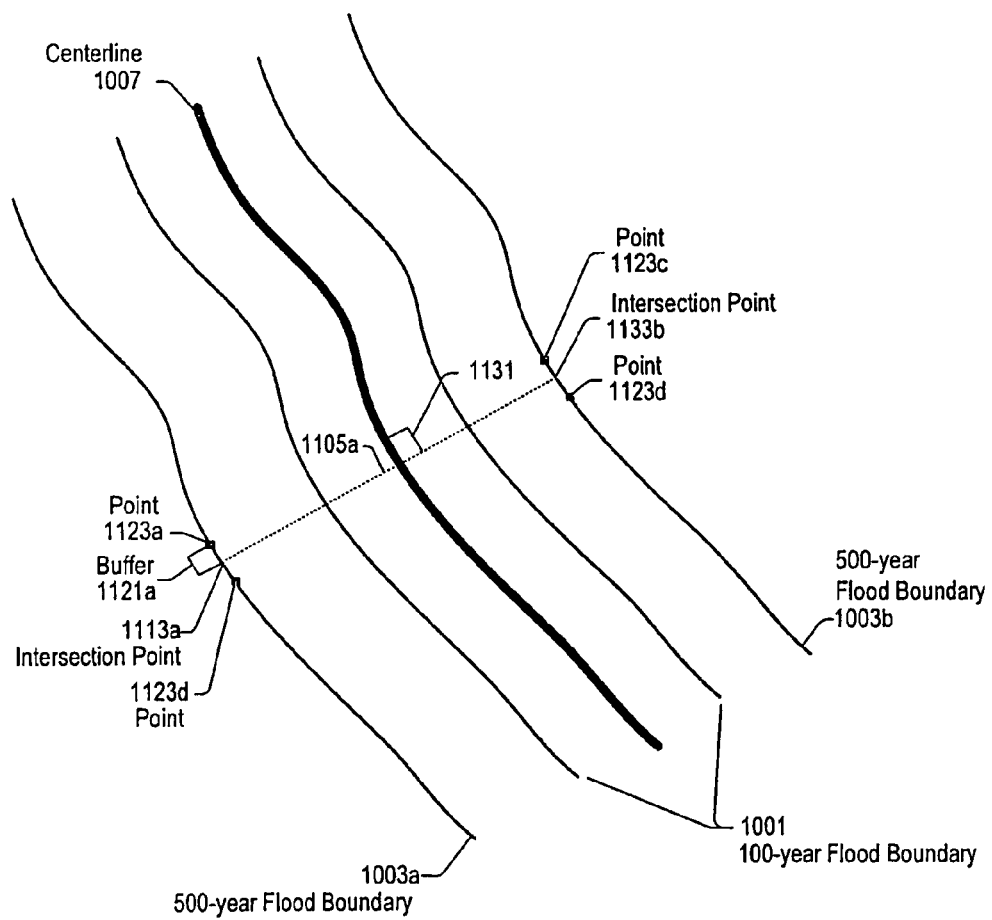 Centerline
1007
Point
1123c
Intersection Point
1133b
1131
Point
1123d
1105a
Point
1123a
Buffer
1121a
1113a
Intersection Point
1123d
Point
500-year
Flood Boundary
1003b
1001
100-year Flood Boundary
1003a
500-year Flood Boundary